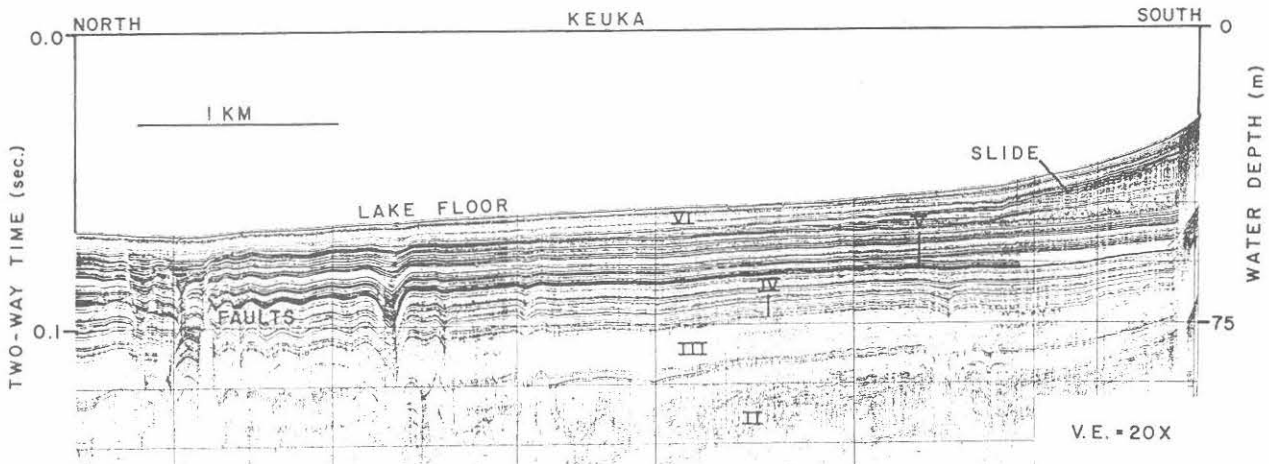 NORTH
KEUKA
SOUTH
0.0
0
1 KM
SLIDE
LAKE FLOOR
VI
V
IV
FAULTS
0.1
75
III
II
V.E. = 20X
TWO-WAY TIME (sec.)
WATER DEPTH (m)